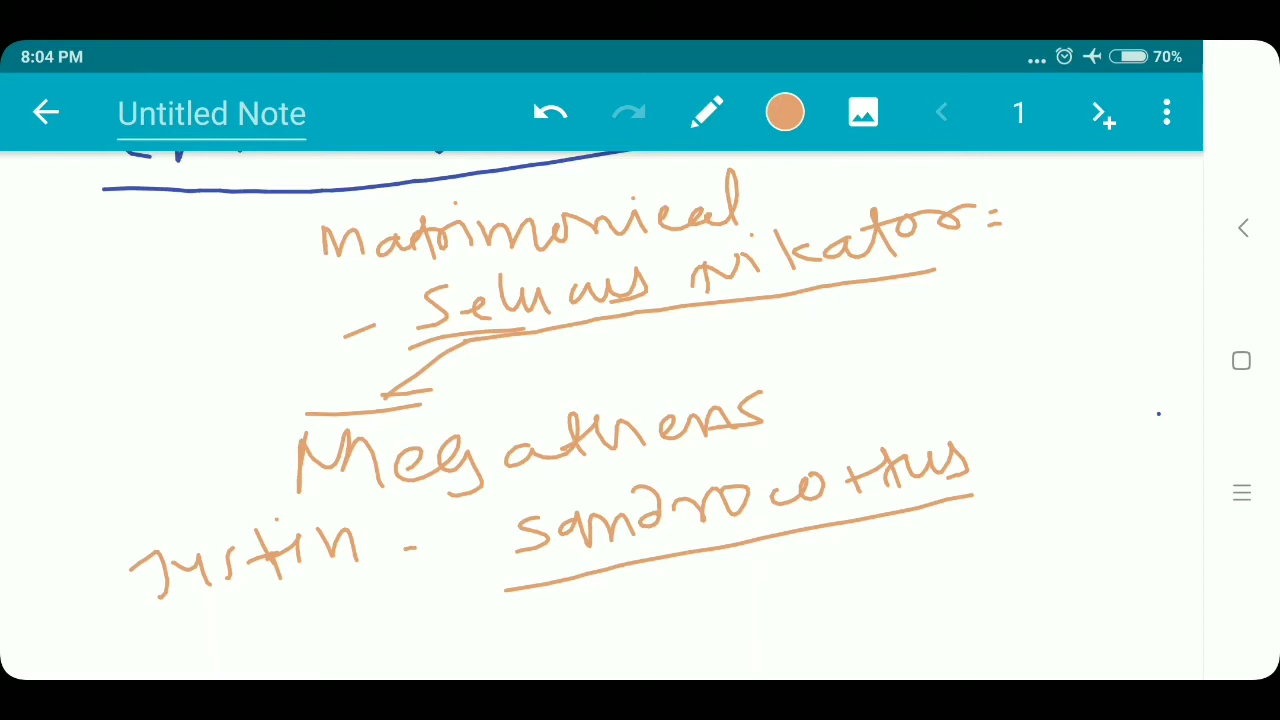 8:04 PM
70%
Untitled Note
1
Matrimonical
- Selucus Nikator =
Megathens
Justin - Sandrocottus